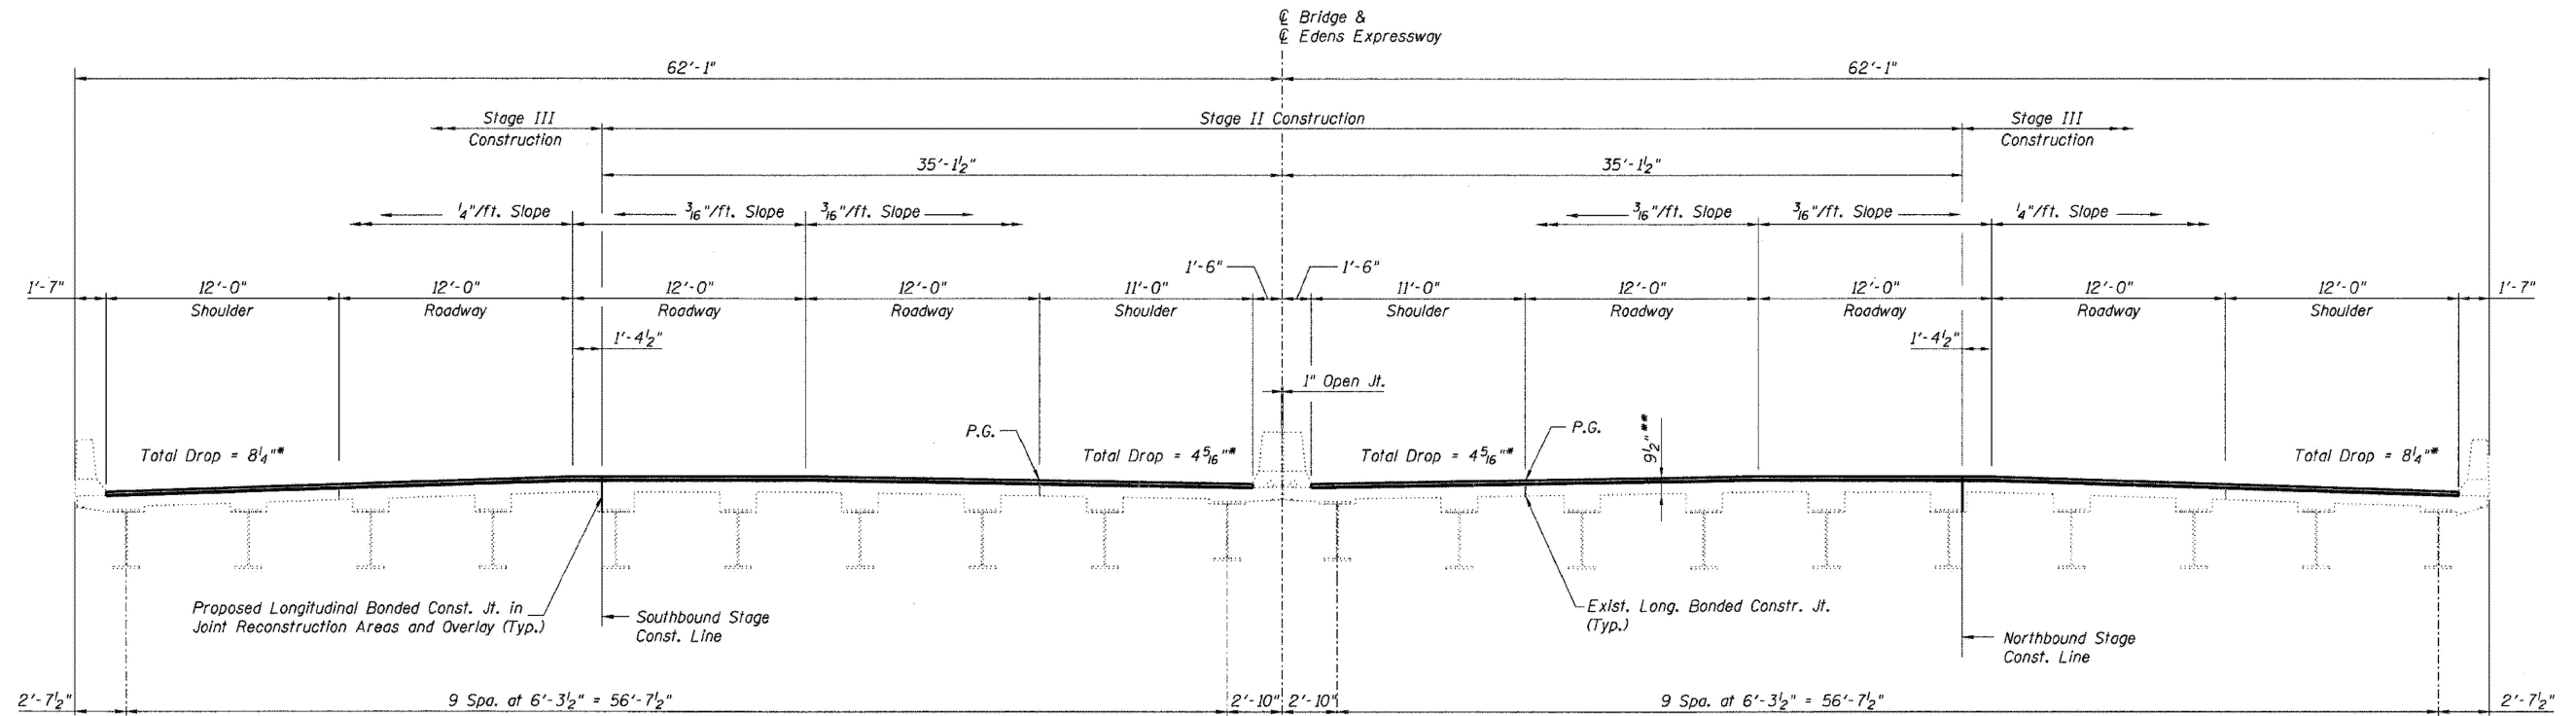 ℄ Bridge &
℄ Edens Expressway
62'-1" 62'-1"
Stage III Stage II Construction Stage III
Construction Construction
35'-1½" 35'-1½"
¼"/ft. Slope 3/16"/ft. Slope 3/16"/ft. Slope 3/16"/ft. Slope 3/16"/ft. Slope ¼"/ft. Slope
1'-6" 1'-6"
1'-7" 12'-0" 12'-0" 12'-0" 12'-0" 11'-0" 11'-0" 12'-0" 12'-0" 12'-0" 12'-0" 1'-7"
Shoulder Roadway Roadway Roadway Shoulder Shoulder Roadway Roadway Roadway Shoulder
1'-4½" 1'-4½"
1" Open Jt.
P.G. P.G.
9½"**
Total Drop = 8¼"* Total Drop = 4 5/16"* Total Drop = 4 5/16"* Total Drop = 8¼"*
Proposed Longitudinal Bonded Const. Jt. in
Joint Reconstruction Areas and Overlay (Typ.)
Southbound Stage
Const. Line
Exist. Long. Bonded Constr. Jt.
(Typ.)
Northbound Stage
Const. Line
2'-7½" 9 Spa. at 6'-3½" = 56'-7½" 2'-10" 2'-10" 9 Spa. at 6'-3½" = 56'-7½" 2'-7½"